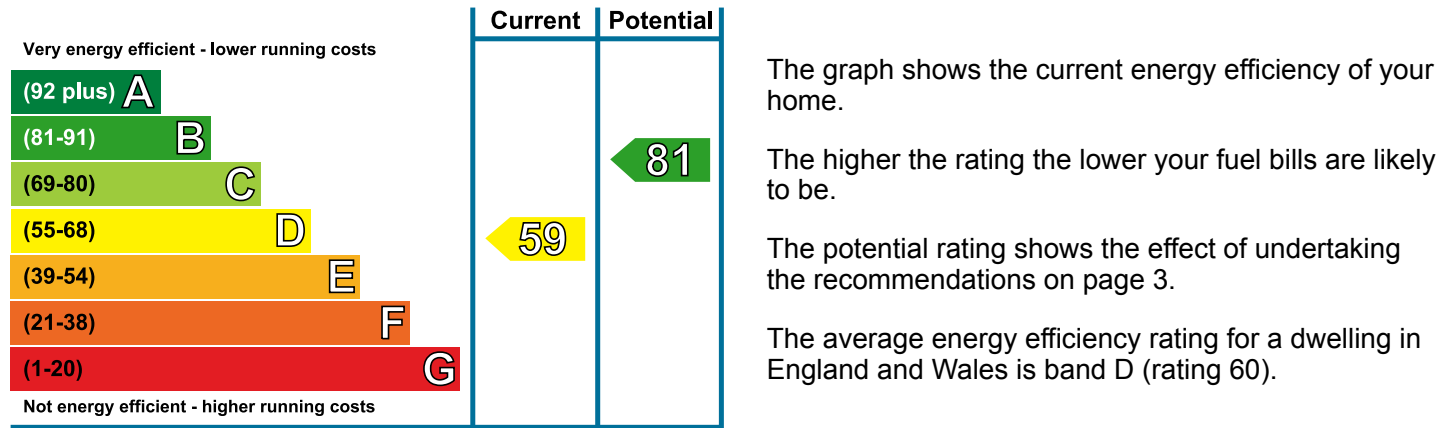 Current Potential
Very energy efficient - lower running costs
(92 plus) A
(81-91) B
(69-80) C
(55-68) D
(39-54) E
(21-38) F
(1-20) G
Not energy efficient - higher running costs
59
81
The graph shows the current energy efficiency of your
home.
The higher the rating the lower your fuel bills are likely
to be.
The potential rating shows the effect of undertaking
the recommendations on page 3.
The average energy efficiency rating for a dwelling in
England and Wales is band D (rating 60).